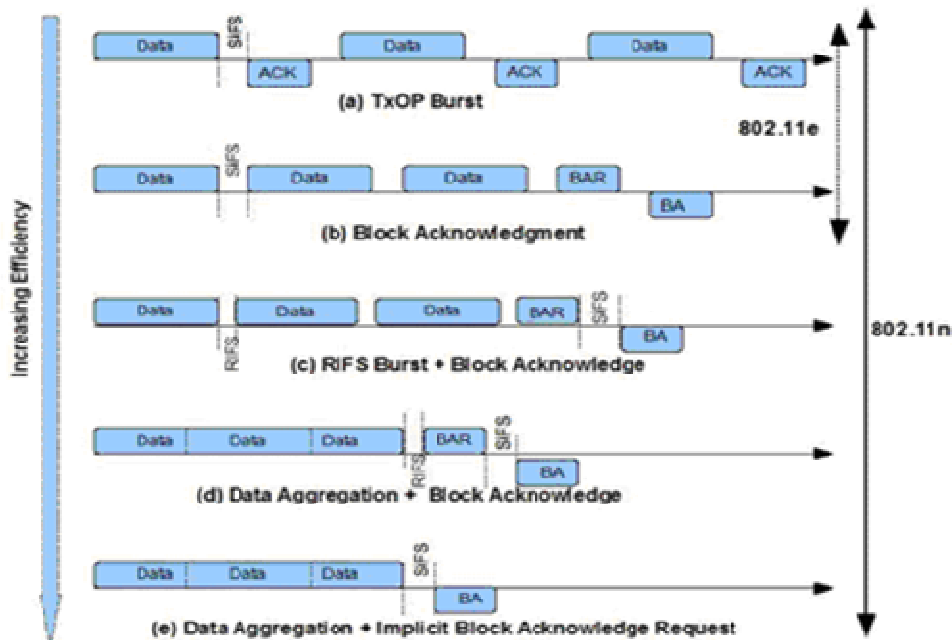 SIFS
Data Data Data
ACK ACK ACK
(a) TxOP Burst
802.11e
SIFS
Data Data Data BAR
BA
(b) Block Acknowledgment
Increasing Efficiency
SIFS
Data Data Data BAR
802.11n
RIFS
BA
(c) RIFS Burst + Block Acknowledge
SIFS
Data Data Data BAR
RIFS
BA
(d) Data Aggregation + Block Acknowledge
SIFS
Data Data Data
BA
(e) Data Aggregation + Implicit Block Acknowledge Request